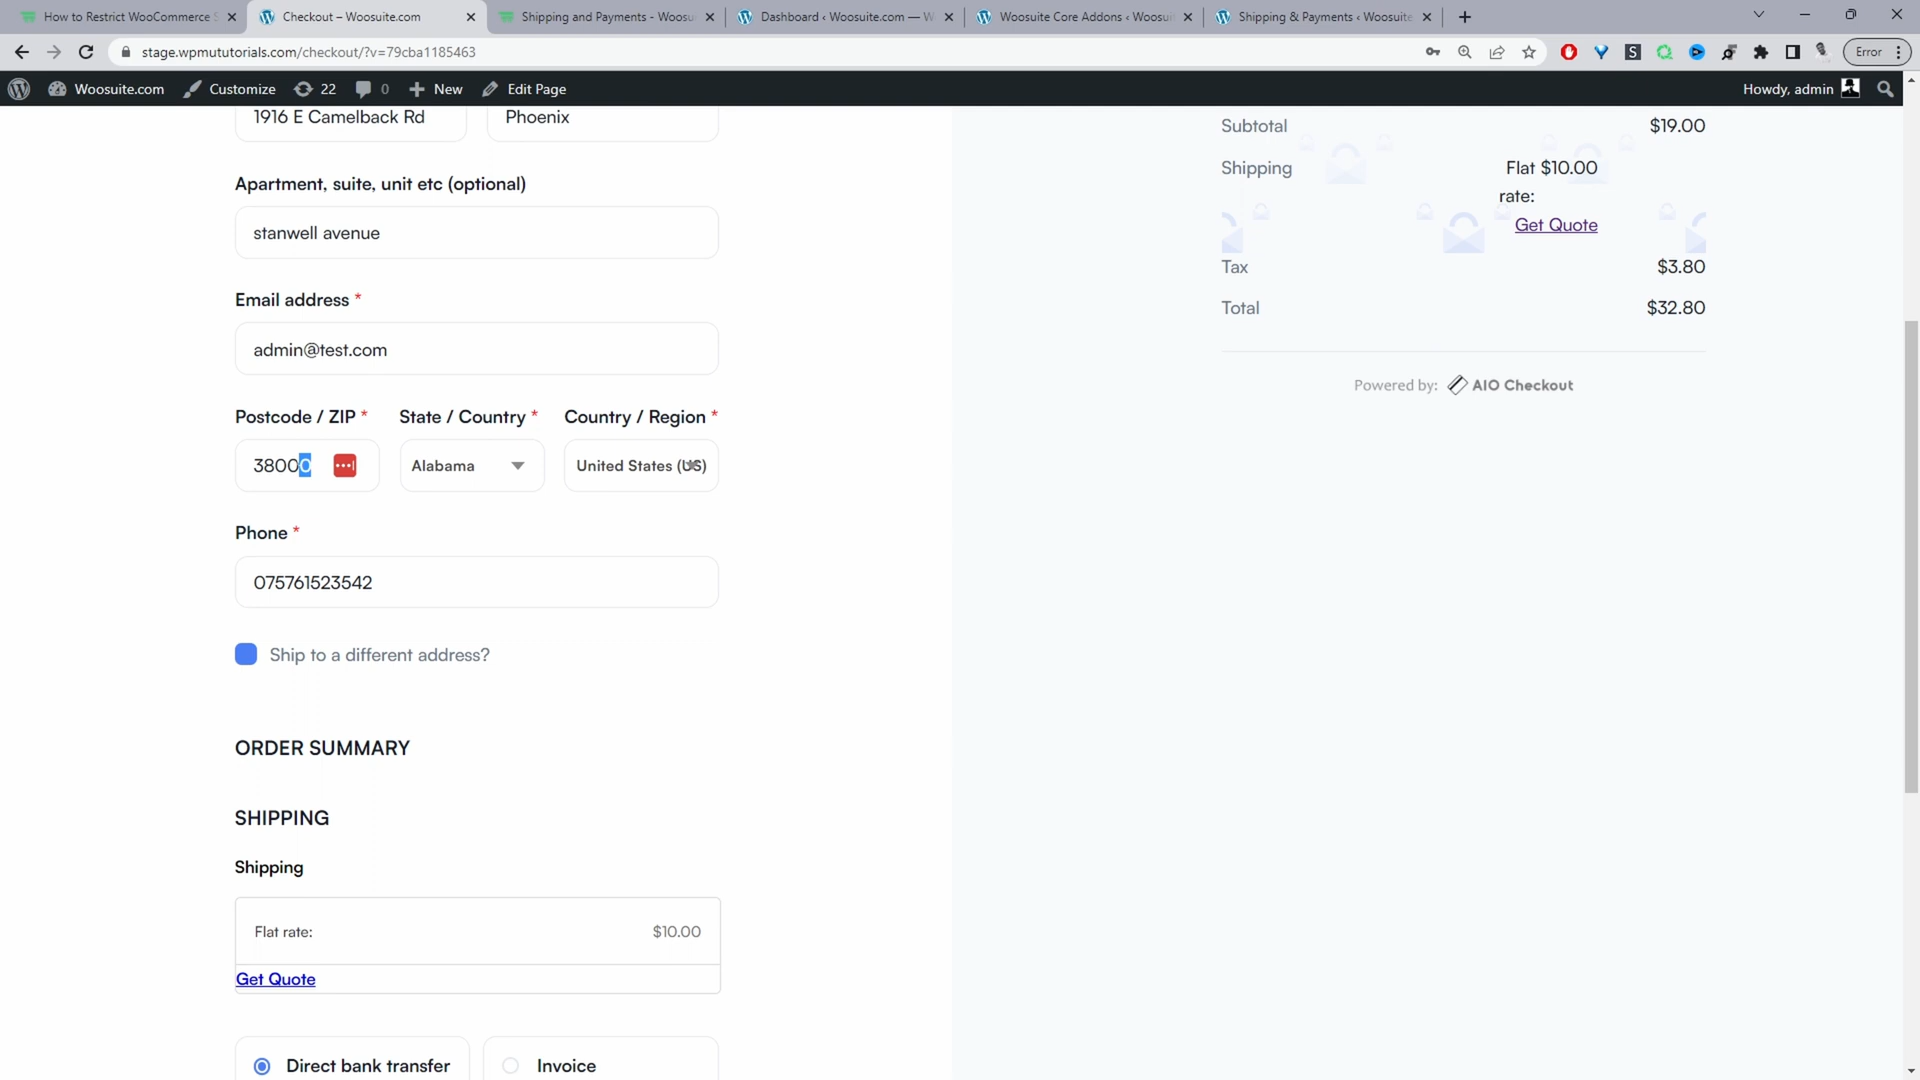 How to Restrict WooCommerce S
Checkout – Woosuite.com
Shipping and Payments - Woosu
Dashboard ‹ Woosuite.com — W
Woosuite Core Addons ‹ Woosui
Shipping & Payments ‹ Woosuite
stage.wpmututorials.com/checkout/?v=79cba1185463
Error
Woosuite.com
Customize
22
0
New
Edit Page
Howdy, admin
1916 E Camelback Rd
Phoenix
Apartment, suite, unit etc (optional)
stanwell avenue
Email address *
admin@test.com
Postcode / ZIP *
State / Country *
Country / Region *
38000
Alabama
United States (US)
Phone *
075761523542
Ship to a different address?
ORDER SUMMARY
SHIPPING
Shipping
Flat rate:
$10.00
Get Quote
Direct bank transfer
Invoice
Subtotal
$19.00
Shipping
Flat $10.00
rate:
Get Quote
Tax
$3.80
Total
$32.80
Powered by: AIO Checkout